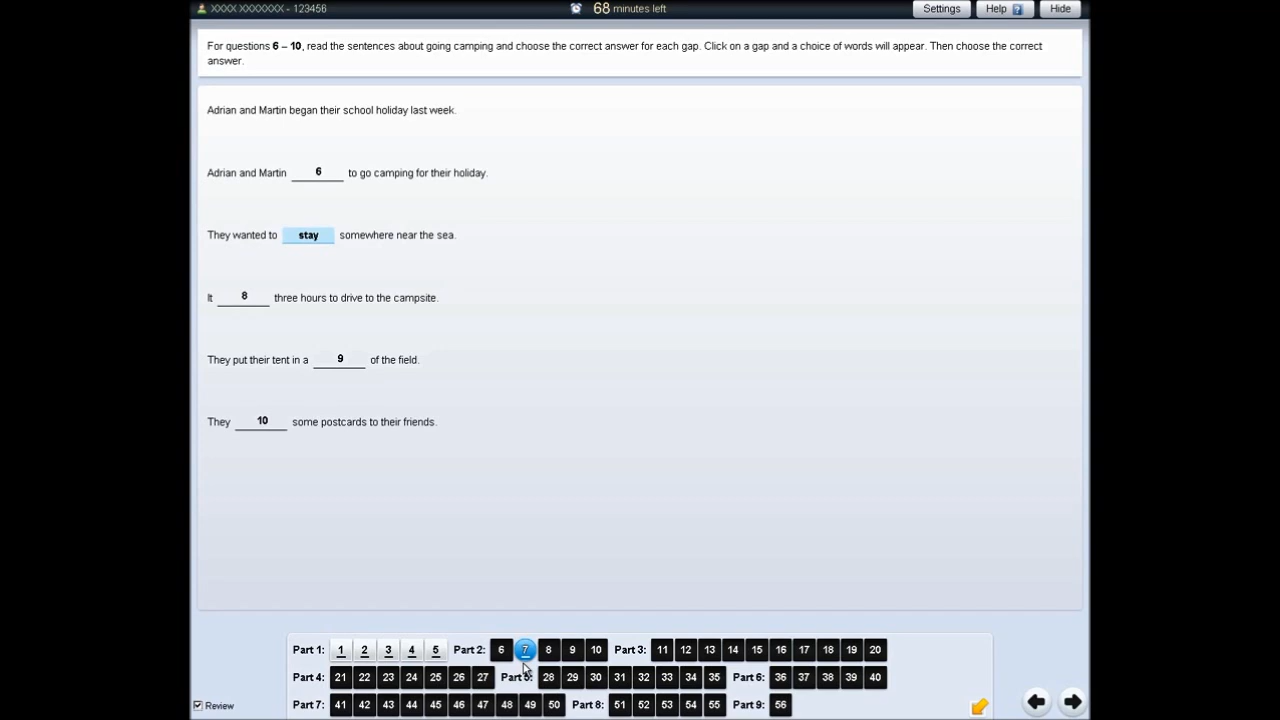 XXXX XXXXXXX - 123456 68 minutes left Settings Help ? Hide
For questions 6 – 10, read the sentences about going camping and choose the correct answer for each gap. Click on a gap and a choice of words will appear. Then choose the correct
answer.
Adrian and Martin began their school holiday last week.
Adrian and Martin 6 to go camping for their holiday.
They wanted to stay somewhere near the sea.
It 8 three hours to drive to the campsite.
They put their tent in a 9 of the field.
They 10 some postcards to their friends.
Part 1: 1 2 3 4 5 Part 2: 6 7 8 9 10 Part 3: 11 12 13 14 15 16 17 18 19 20
Part 4: 21 22 23 24 25 26 27 Part 5: 28 29 30 31 32 33 34 35 Part 6: 36 37 38 39 40
Review Part 7: 41 42 43 44 45 46 47 48 49 50 Part 8: 51 52 53 54 55 Part 9: 56